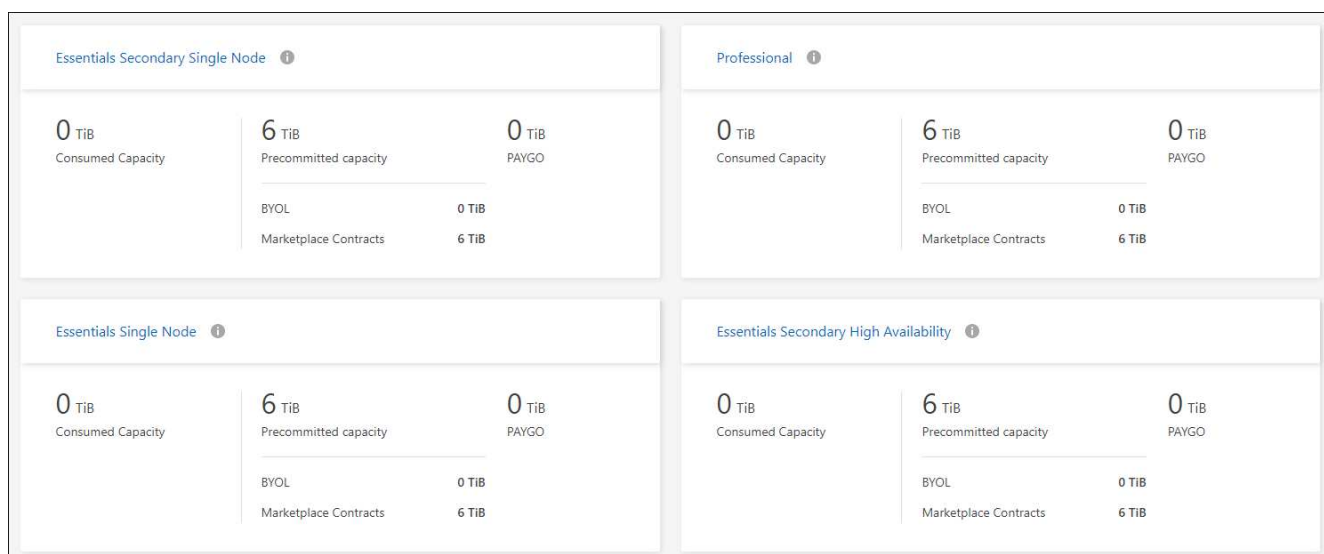 Essentials Secondary Single Node
0 TiB
Consumed Capacity
6 TiB
Precommitted capacity
0 TiB
PAYGO
BYOL 0 TiB
Marketplace Contracts 6 TiB
Professional
0 TiB
Consumed Capacity
6 TiB
Precommitted capacity
0 TiB
PAYGO
BYOL 0 TiB
Marketplace Contracts 6 TiB
Essentials Single Node
0 TiB
Consumed Capacity
6 TiB
Precommitted capacity
0 TiB
PAYGO
BYOL 0 TiB
Marketplace Contracts 6 TiB
Essentials Secondary High Availability
0 TiB
Consumed Capacity
6 TiB
Precommitted capacity
0 TiB
PAYGO
BYOL 0 TiB
Marketplace Contracts 6 TiB